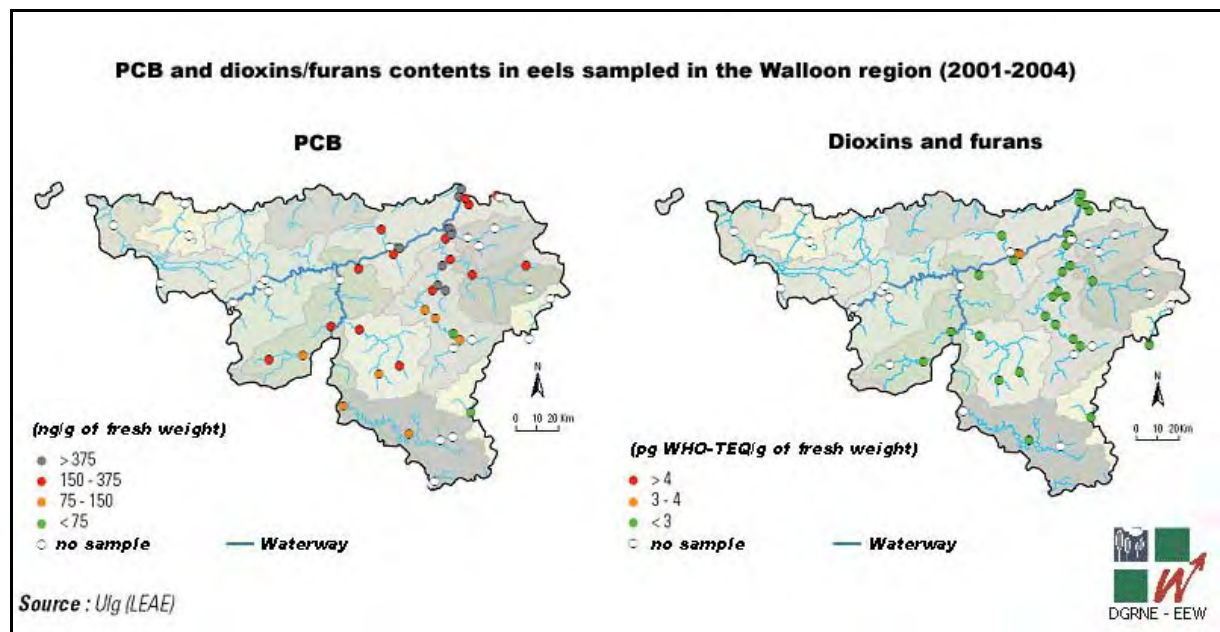 PCB and dioxins/furans contents in eels sampled in the Walloon region (2001-2004)
PCB
Dioxins and furans
N
0 10 20 Km
(ng/g of fresh weight)
> 375
150 - 375
75 - 150
< 75
no sample
Waterway
N
0 10 20 Km
(pg WHO-TEQ/g of fresh weight)
> 4
3 - 4
< 3
no sample
Waterway
W
DGRNE - EEW
Source : Ulg (LEAE)